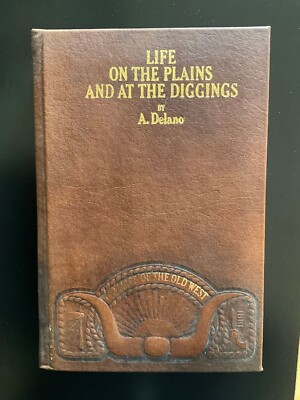 LIFE
ON THE PLAINS
AND AT THE DIGGINGS
BY
A. Delano
OF THE OLD WEST